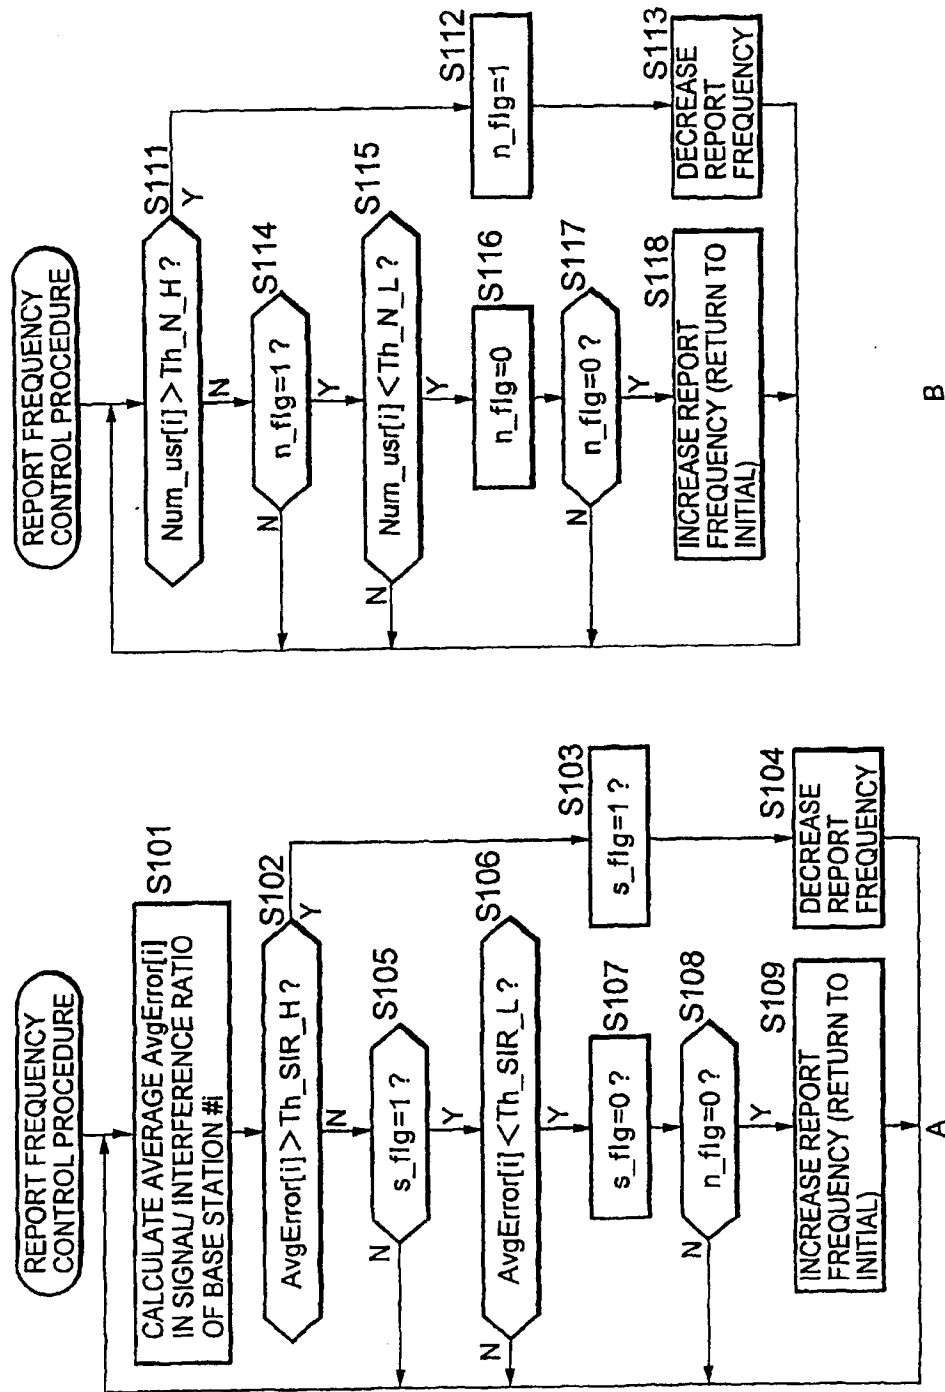 REPORT FREQUENCY
CONTROL PROCEDURE
S101
CALCULATE AVERAGE AvgError[i]
IN SIGNAL/ INTERFERENCE RATIO
OF BASE STATION #i
S102
AvgError[i] > Th_SIR_H ?
Y
N
S103
s_flg=1 ?
S104
DECREASE
REPORT
FREQUENCY
S105
s_flg=1 ?
N
Y
S106
AvgError[i] < Th_SIR_L ?
N
Y
S107
s_flg=0 ?
S108
n_flg=0 ?
N
Y
S109
INCREASE REPORT
FREQUENCY (RETURN TO
INITIAL)
A
REPORT FREQUENCY
CONTROL PROCEDURE
S111
Num_usr[i] > Th_N_H ?
Y
N
S112
n_flg=1
S113
DECREASE
REPORT
FREQUENCY
S114
n_flg=1 ?
N
Y
S115
Num_usr[i] < Th_N_L ?
N
Y
S116
n_flg=0
S117
n_flg=0 ?
N
Y
S118
INCREASE REPORT
FREQUENCY (RETURN TO
INITIAL)
B